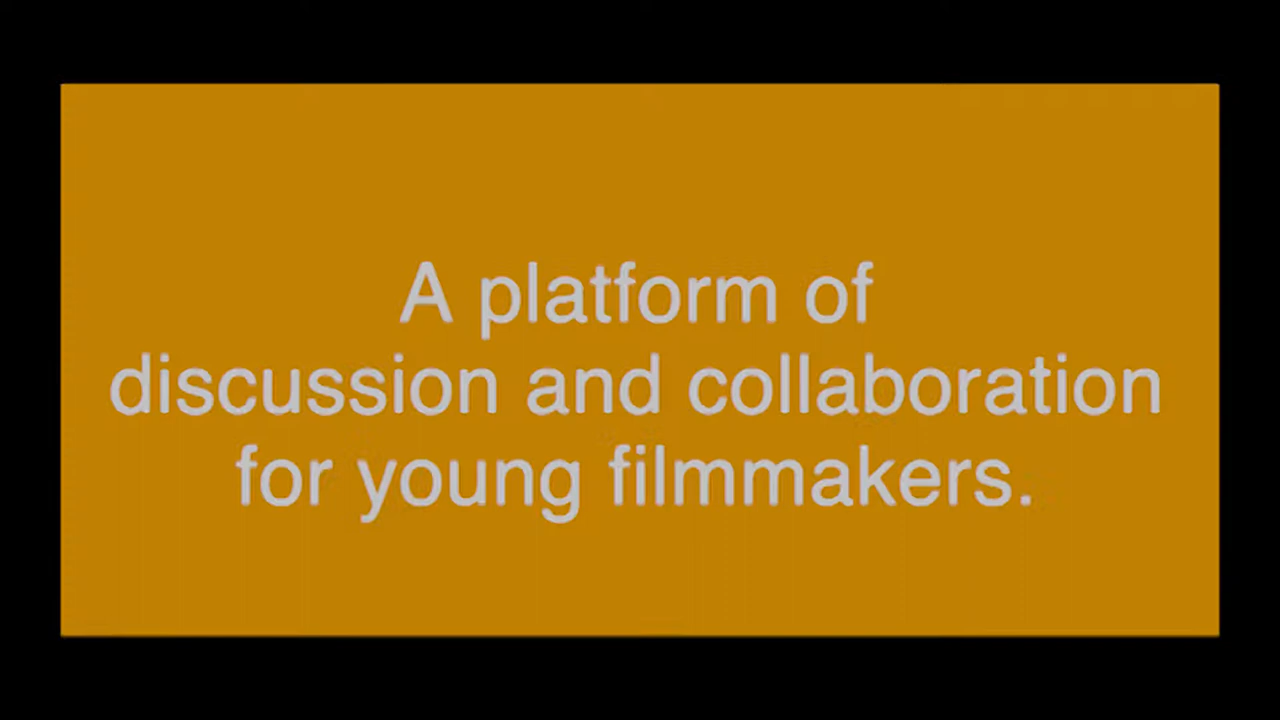 A platform of
discussion and collaboration
for young filmmakers.